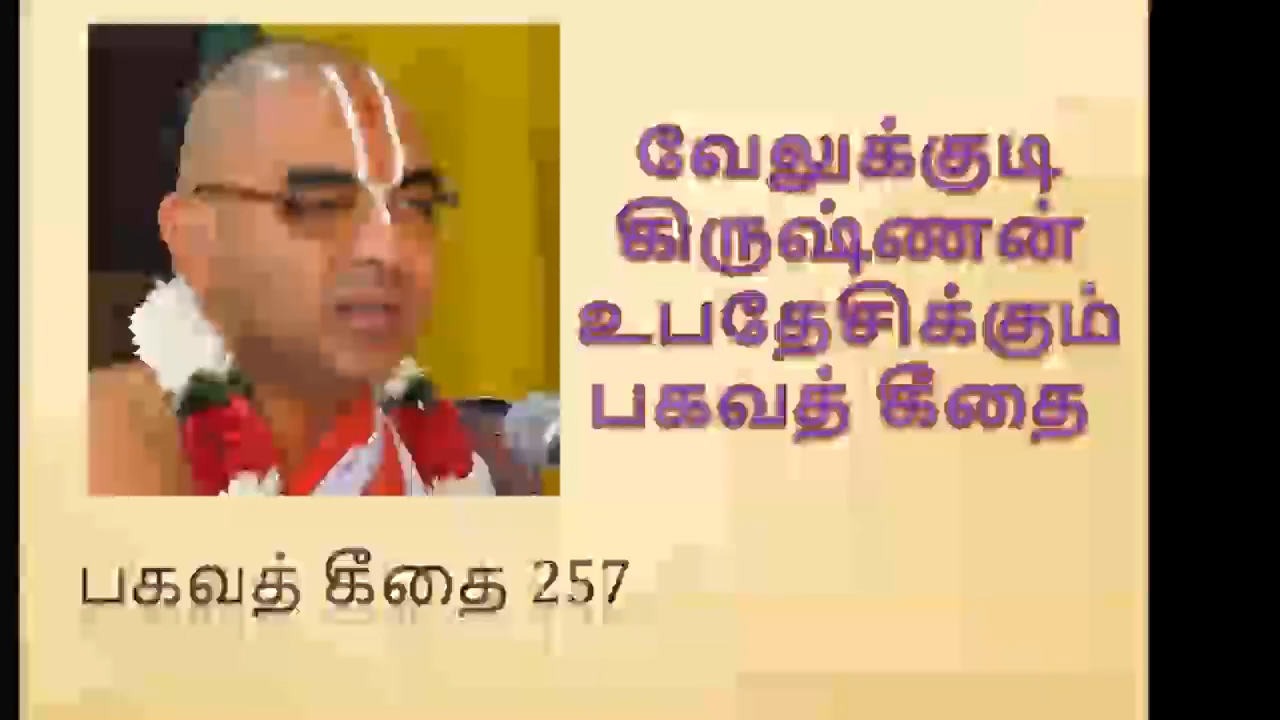 வேலுக்குடி
கிருஷ்ணன்
உபதேசிக்கும்
பகவத் கீதை
பகவத் கீதை 257